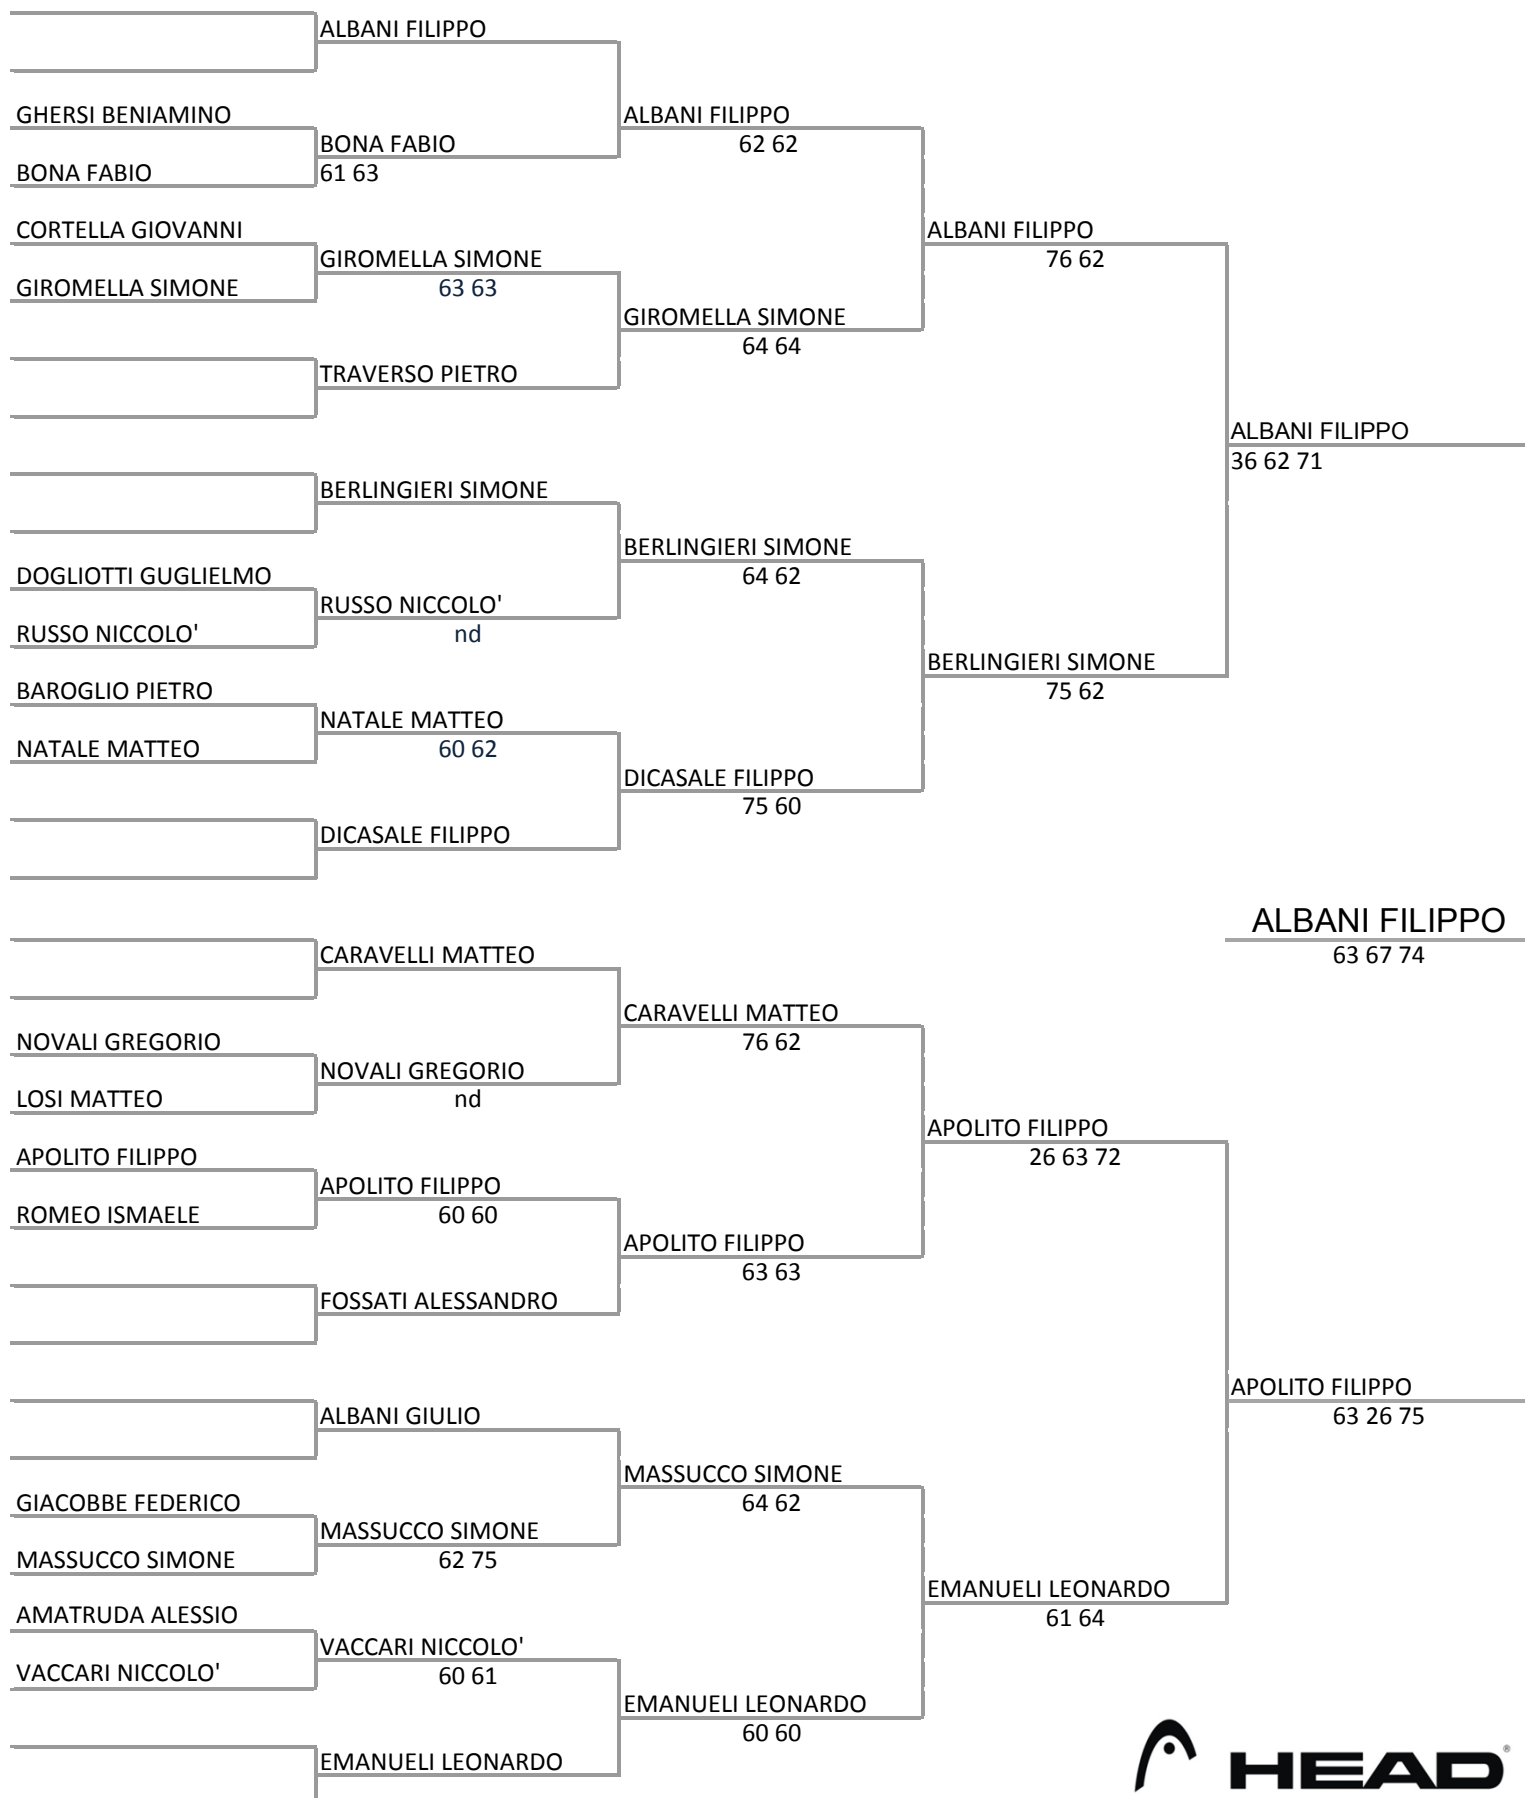 ALBANI FILIPPO
GHERSI BENIAMINO
ALBANI FILIPPO
BONA FABIO
62 62
BONA FABIO
61 63
CORTELLA GIOVANNI
ALBANI FILIPPO
GIROMELLA SIMONE
76 62
GIROMELLA SIMONE
63 63
GIROMELLA SIMONE
64 64
TRAVERSO PIETRO
ALBANI FILIPPO
36 62 71
BERLINGIERI SIMONE
BERLINGIERI SIMONE
DOGLIOTTI GUGLIELMO
64 62
RUSSO NICCOLO'
RUSSO NICCOLO'
nd
BERLINGIERI SIMONE
BAROGLIO PIETRO
75 62
NATALE MATTEO
NATALE MATTEO
60 62
DICASALE FILIPPO
75 60
DICASALE FILIPPO
ALBANI FILIPPO
63 67 74
CARAVELLI MATTEO
CARAVELLI MATTEO
NOVALI GREGORIO
76 62
NOVALI GREGORIO
LOSI MATTEO
nd
APOLITO FILIPPO
APOLITO FILIPPO
26 63 72
APOLITO FILIPPO
ROMEO ISMAELE
60 60
APOLITO FILIPPO
63 63
FOSSATI ALESSANDRO
APOLITO FILIPPO
63 26 75
ALBANI GIULIO
MASSUCCO SIMONE
GIACOBBE FEDERICO
64 62
MASSUCCO SIMONE
MASSUCCO SIMONE
62 75
EMANUELI LEONARDO
AMATRUDA ALESSIO
61 64
VACCARI NICCOLO'
VACCARI NICCOLO'
60 61
EMANUELI LEONARDO
60 60
EMANUELI LEONARDO
HEAD®